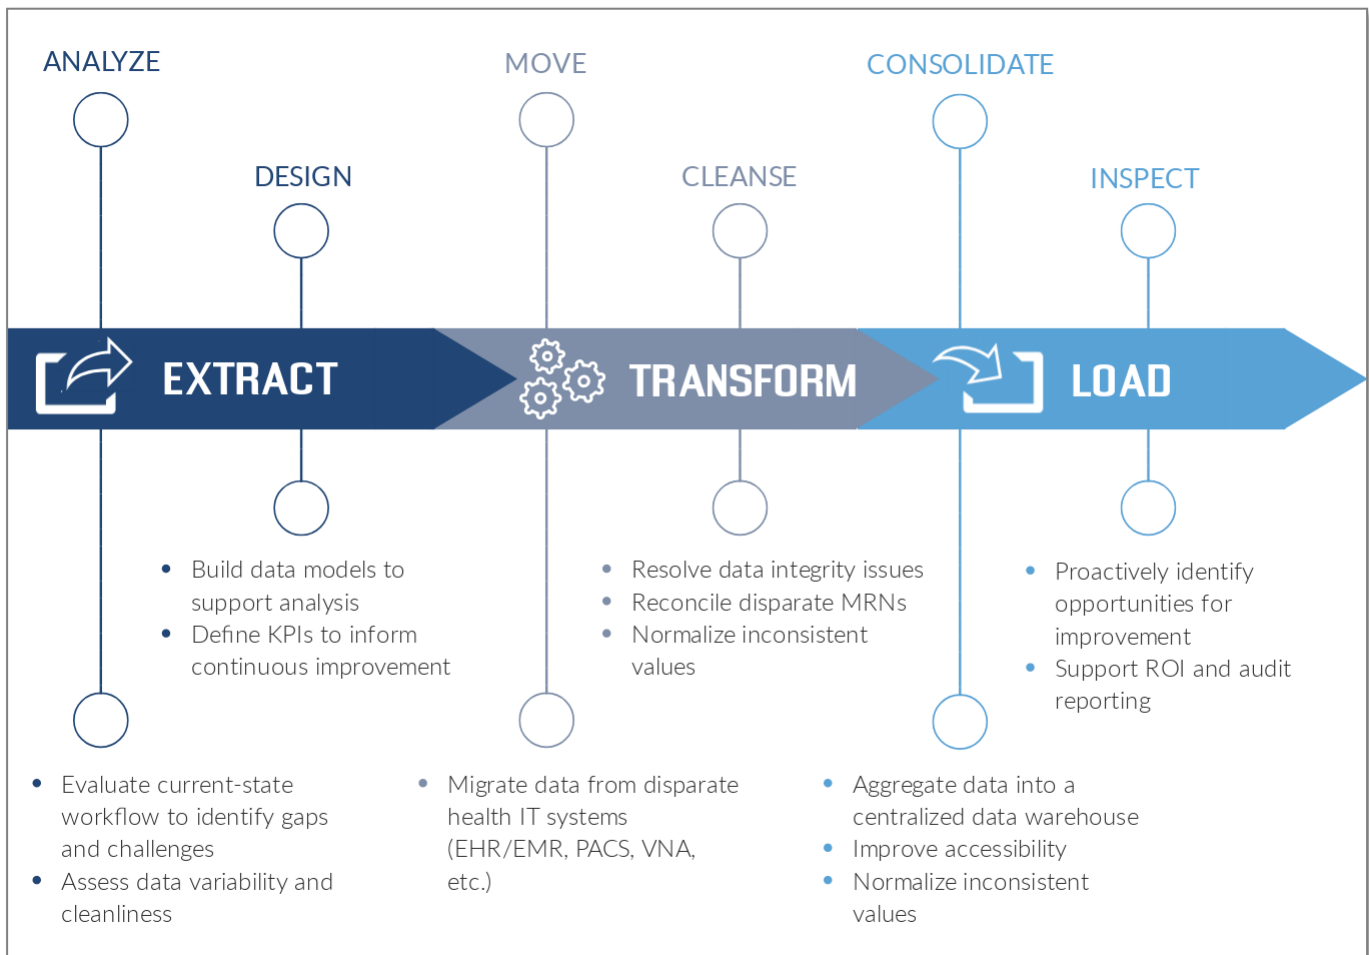 ANALYZE
MOVE
CONSOLIDATE
DESIGN
CLEANSE
INSPECT
EXTRACT
TRANSFORM
LOAD
• Build data models to
support analysis
• Define KPIs to inform
continuous improvement
• Resolve data integrity issues
• Reconcile disparate MRNs
• Normalize inconsistent
values
• Proactively identify
opportunities for
improvement
• Support ROI and audit
reporting
• Evaluate current-state
workflow to identify gaps
and challenges
• Assess data variability and
cleanliness
• Migrate data from disparate
health IT systems
(EHR/EMR, PACS, VNA,
etc.)
• Aggregate data into a
centralized data warehouse
• Improve accessibility
• Normalize inconsistent
values